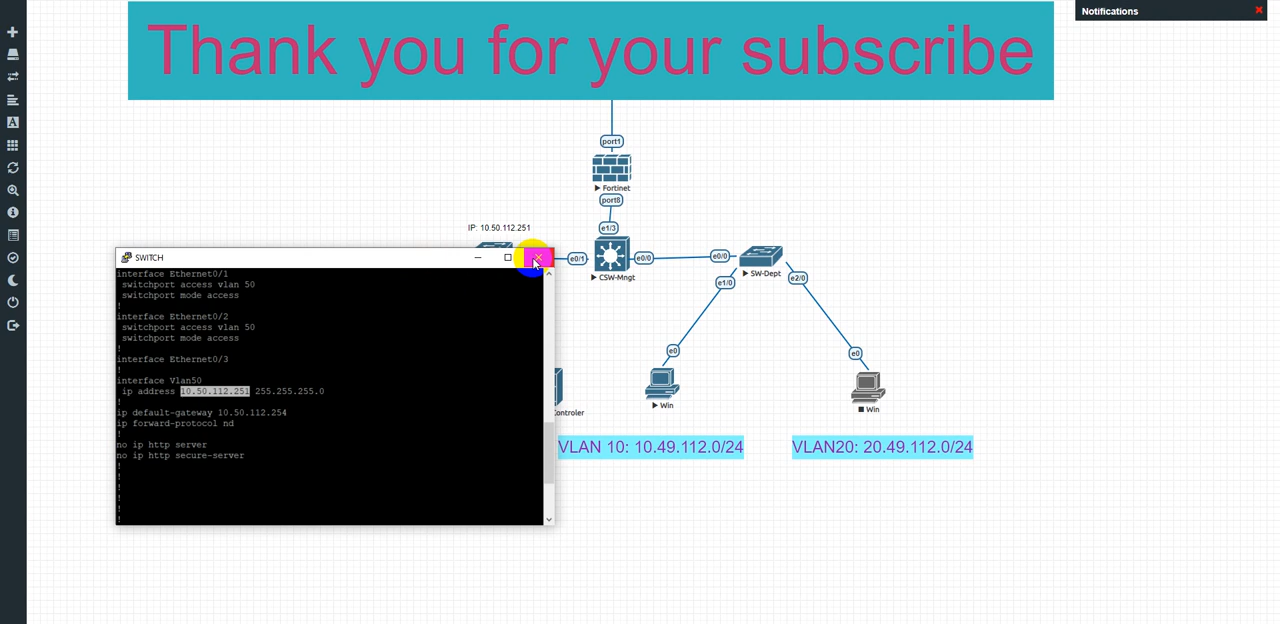 Notifications
Thank you for your subscribe
port1
Fortinet
port8
IP: 10.50.112.251
e1/3
e0/1
e0/0
e0/0
CSW-Mngt
SW-Dept
e1/0
e2/0
SWITCH
interface Ethernet0/1
switchport access vlan 50
switchport mode access
!
interface Ethernet0/2
switchport access vlan 50
switchport mode access
!
interface Ethernet0/3
!
interface Vlan50
ip address 10.50.112.251 255.255.255.0
!
ip default-gateway 10.50.112.254
ip forward-protocol nd
!
no ip http server
no ip http secure-server
!
!
!
!
!
!
e0
e0
Win
Win
Controler
VLAN 10: 10.49.112.0/24
VLAN20: 20.49.112.0/24